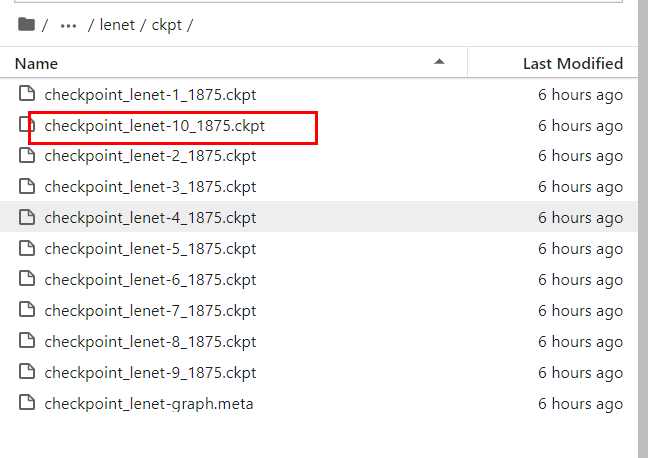 / ... / lenet / ckpt /
Name Last Modified
checkpoint_lenet-1_1875.ckpt 6 hours ago
checkpoint_lenet-10_1875.ckpt 6 hours ago
checkpoint_lenet-2_1875.ckpt 6 hours ago
checkpoint_lenet-3_1875.ckpt 6 hours ago
checkpoint_lenet-4_1875.ckpt 6 hours ago
checkpoint_lenet-5_1875.ckpt 6 hours ago
checkpoint_lenet-6_1875.ckpt 6 hours ago
checkpoint_lenet-7_1875.ckpt 6 hours ago
checkpoint_lenet-8_1875.ckpt 6 hours ago
checkpoint_lenet-9_1875.ckpt 6 hours ago
checkpoint_lenet-graph.meta 6 hours ago